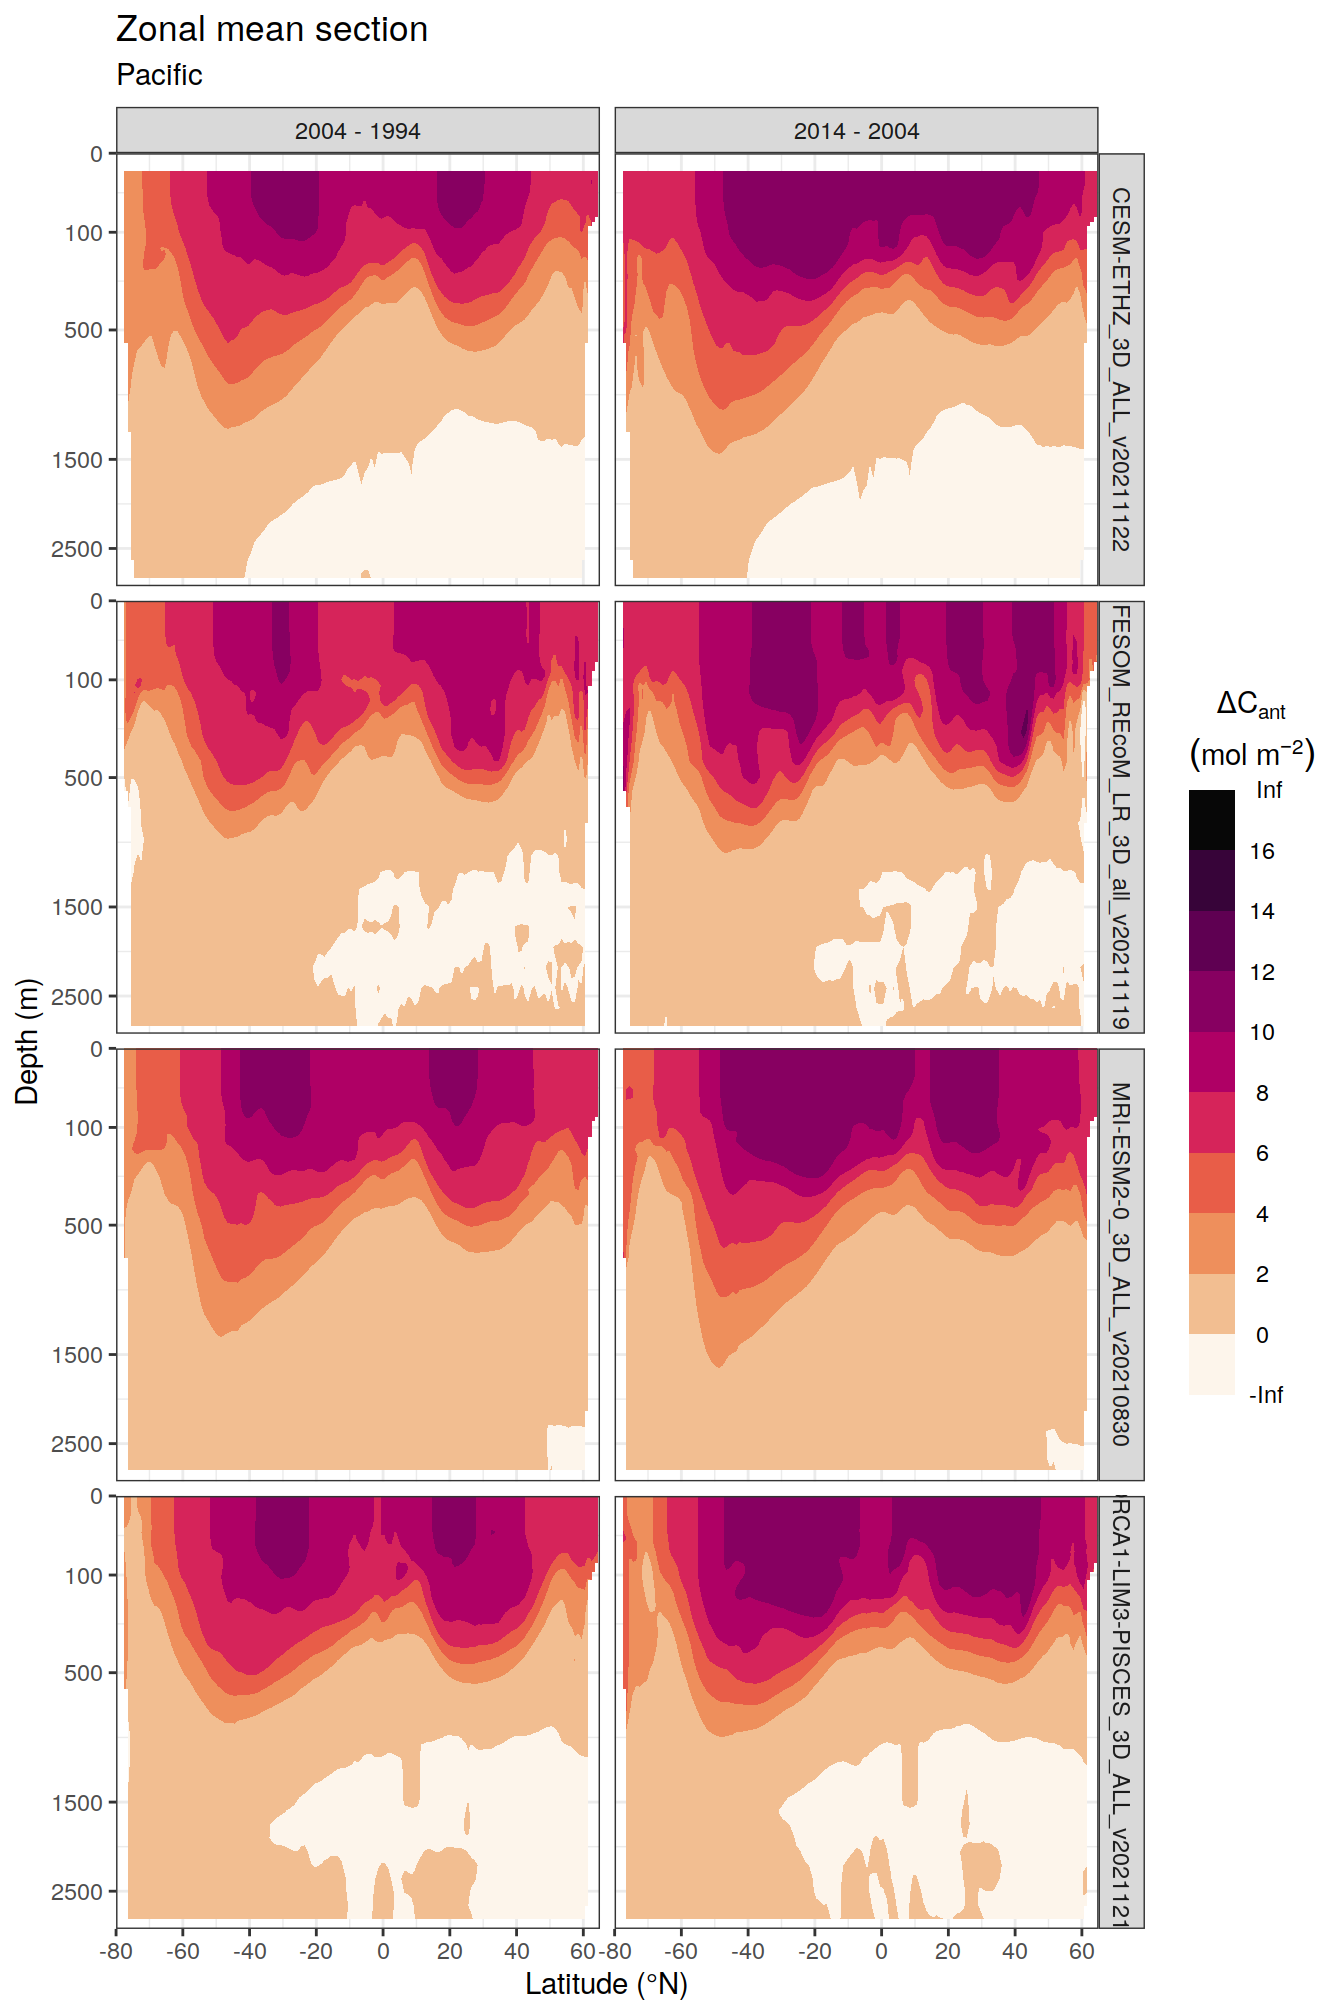 Zonal mean section
Pacific
2004 - 1994
2014 - 2004
0
100
500
1500
2500
CESM-ETHZ_3D_ALL_v20211122
0
100
500
1500
2500
FESOM_REcoM_LR_3D_all_v20211119
0
100
500
1500
2500
MRI-ESM2-0_3D_ALL_v20210830
0
100
500
1500
2500
RCA1-LIM3-PISCES_3D_ALL_v2021121
Depth (m)
-80 -60 -40 -20 0 20 40 60
-80 -60 -40 -20 0 20 40 60
Latitude (°N)
ΔCant
(mol m−2)
Inf
16
14
12
10
8
6
4
2
0
-Inf